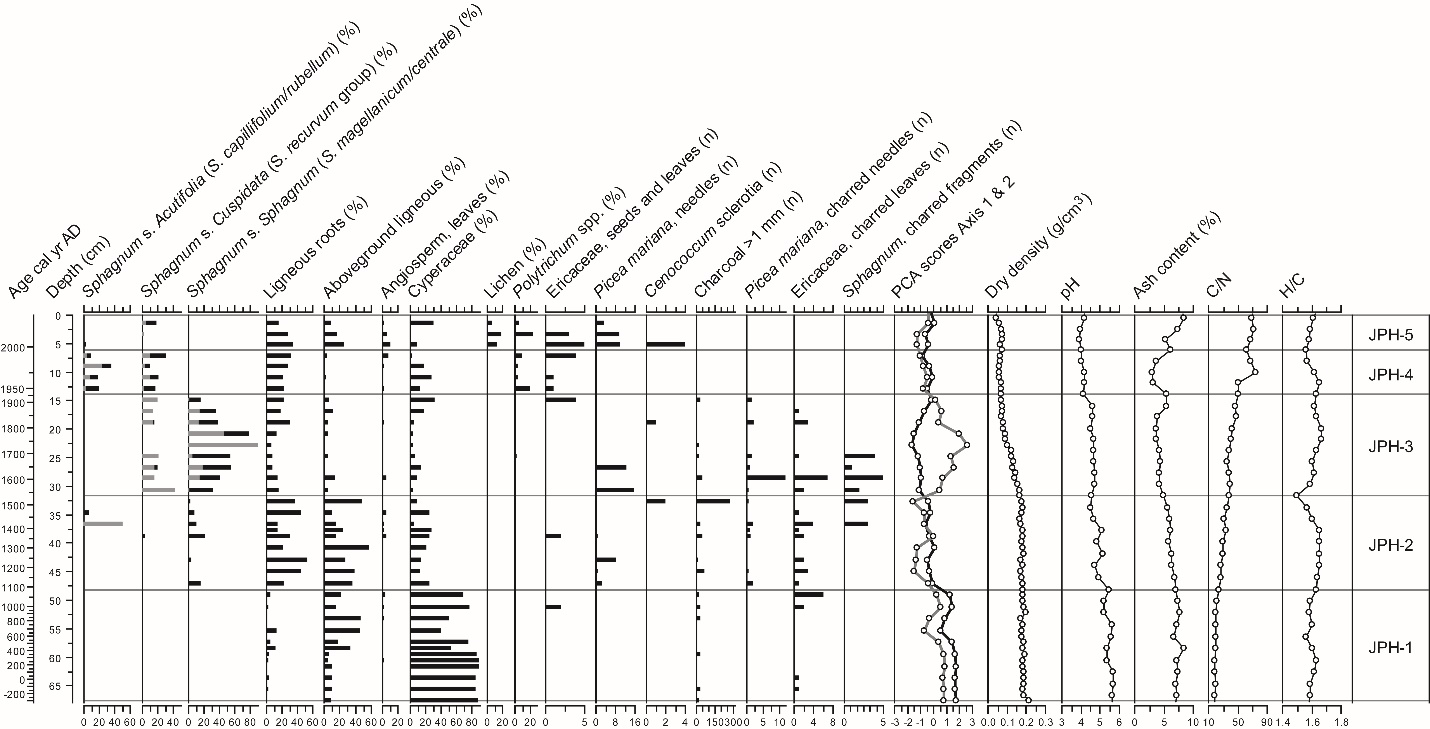 Age cal yr AD
Depth (cm)
Sphagnum s. Acutifolia (S. capillifolium/rubellum) (%)
Sphagnum s. Cuspidata (S. recurvum group) (%)
Sphagnum s. Sphagnum (S. magellanicum/centrale) (%)
Ligneous roots (%)
Aboveground ligneous (%)
Angiosperm, leaves (%)
Cyperaceae (%)
Lichen (%)
Polytrichum spp. (%)
Ericaceae, seeds and leaves (n)
Picea mariana, needles (n)
Cenococcum sclerotia (n)
Charcoal >1 mm (n)
Picea mariana, charred needles (n)
Ericaceae, charred leaves (n)
Sphagnum, charred fragments (n)
PCA scores Axis 1 & 2
Dry density (g/cm³)
pH
Ash content (%)
C/N
H/C
2000
1950
1900
1800
1700
1600
1500
1400
1300
1200
1100
1000
800
600
400
200
0
-200
0
5
10
15
20
25
30
35
40
45
50
55
60
65
JPH-5
JPH-4
JPH-3
JPH-2
JPH-1
0 20 40 60
0 20 40
0 20 40 60 80
0 20 40 60
0 20 40 60
0 20
0 20 40 60 80
0 20
0 20
0 5
0 8 16
0 2 4
0 150 300
0 5 10
0 4 8
0 5
-3 -2 -1 0 1 2 3
0.0 0.1 0.2 0.3
3 4 5 6
0 5 10
10 50 90
1.4 1.6 1.8